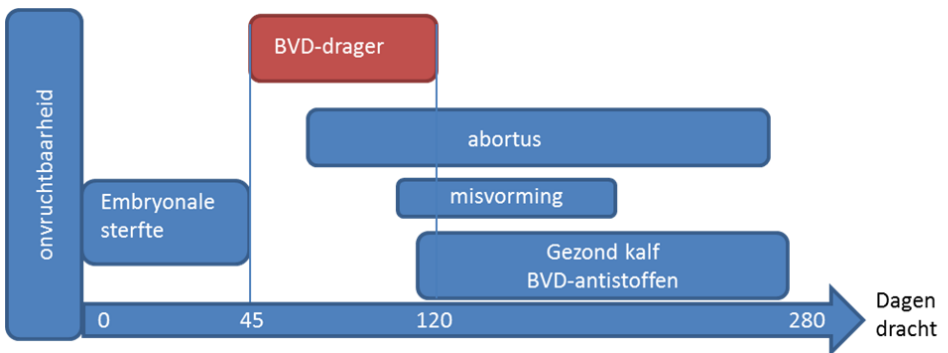 onvruchtbaarheid
BVD-drager
abortus
misvorming
Embryonale
sterfte
Gezond kalf
BVD-antistoffen
0 45 120 280
Dagen
dracht